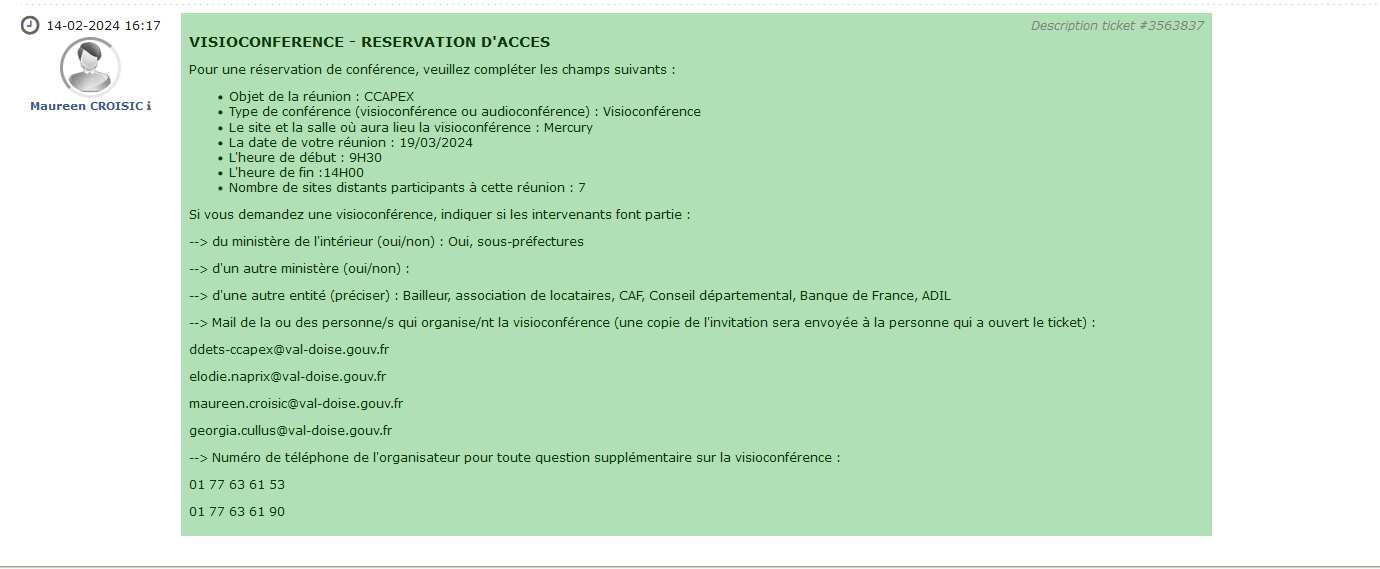 14-02-2024 16:17
Maureen CROISIC ℹ
Description ticket #3563837
VISIOCONFERENCE - RESERVATION D'ACCES
Pour une réservation de conférence, veuillez compléter les champs suivants :
• Objet de la réunion : CCAPEX
• Type de conférence (visioconférence ou audioconférence) : Visioconférence
• Le site et la salle où aura lieu la visioconférence : Mercury
• La date de votre réunion : 19/03/2024
• L'heure de début : 9H30
• L'heure de fin :14H00
• Nombre de sites distants participants à cette réunion : 7
Si vous demandez une visioconférence, indiquer si les intervenants font partie :
--> du ministère de l'intérieur (oui/non) : Oui, sous-préfectures
--> d'un autre ministère (oui/non) :
--> d'une autre entité (préciser) : Bailleur, association de locataires, CAF, Conseil départemental, Banque de France, ADIL
--> Mail de la ou des personne/s qui organise/nt la visioconférence (une copie de l'invitation sera envoyée à la personne qui a ouvert le ticket) :
ddets-ccapex@val-doise.gouv.fr
elodie.naprix@val-doise.gouv.fr
maureen.croisic@val-doise.gouv.fr
georgia.cullus@val-doise.gouv.fr
--> Numéro de téléphone de l'organisateur pour toute question supplémentaire sur la visioconférence :
01 77 63 61 53
01 77 63 61 90